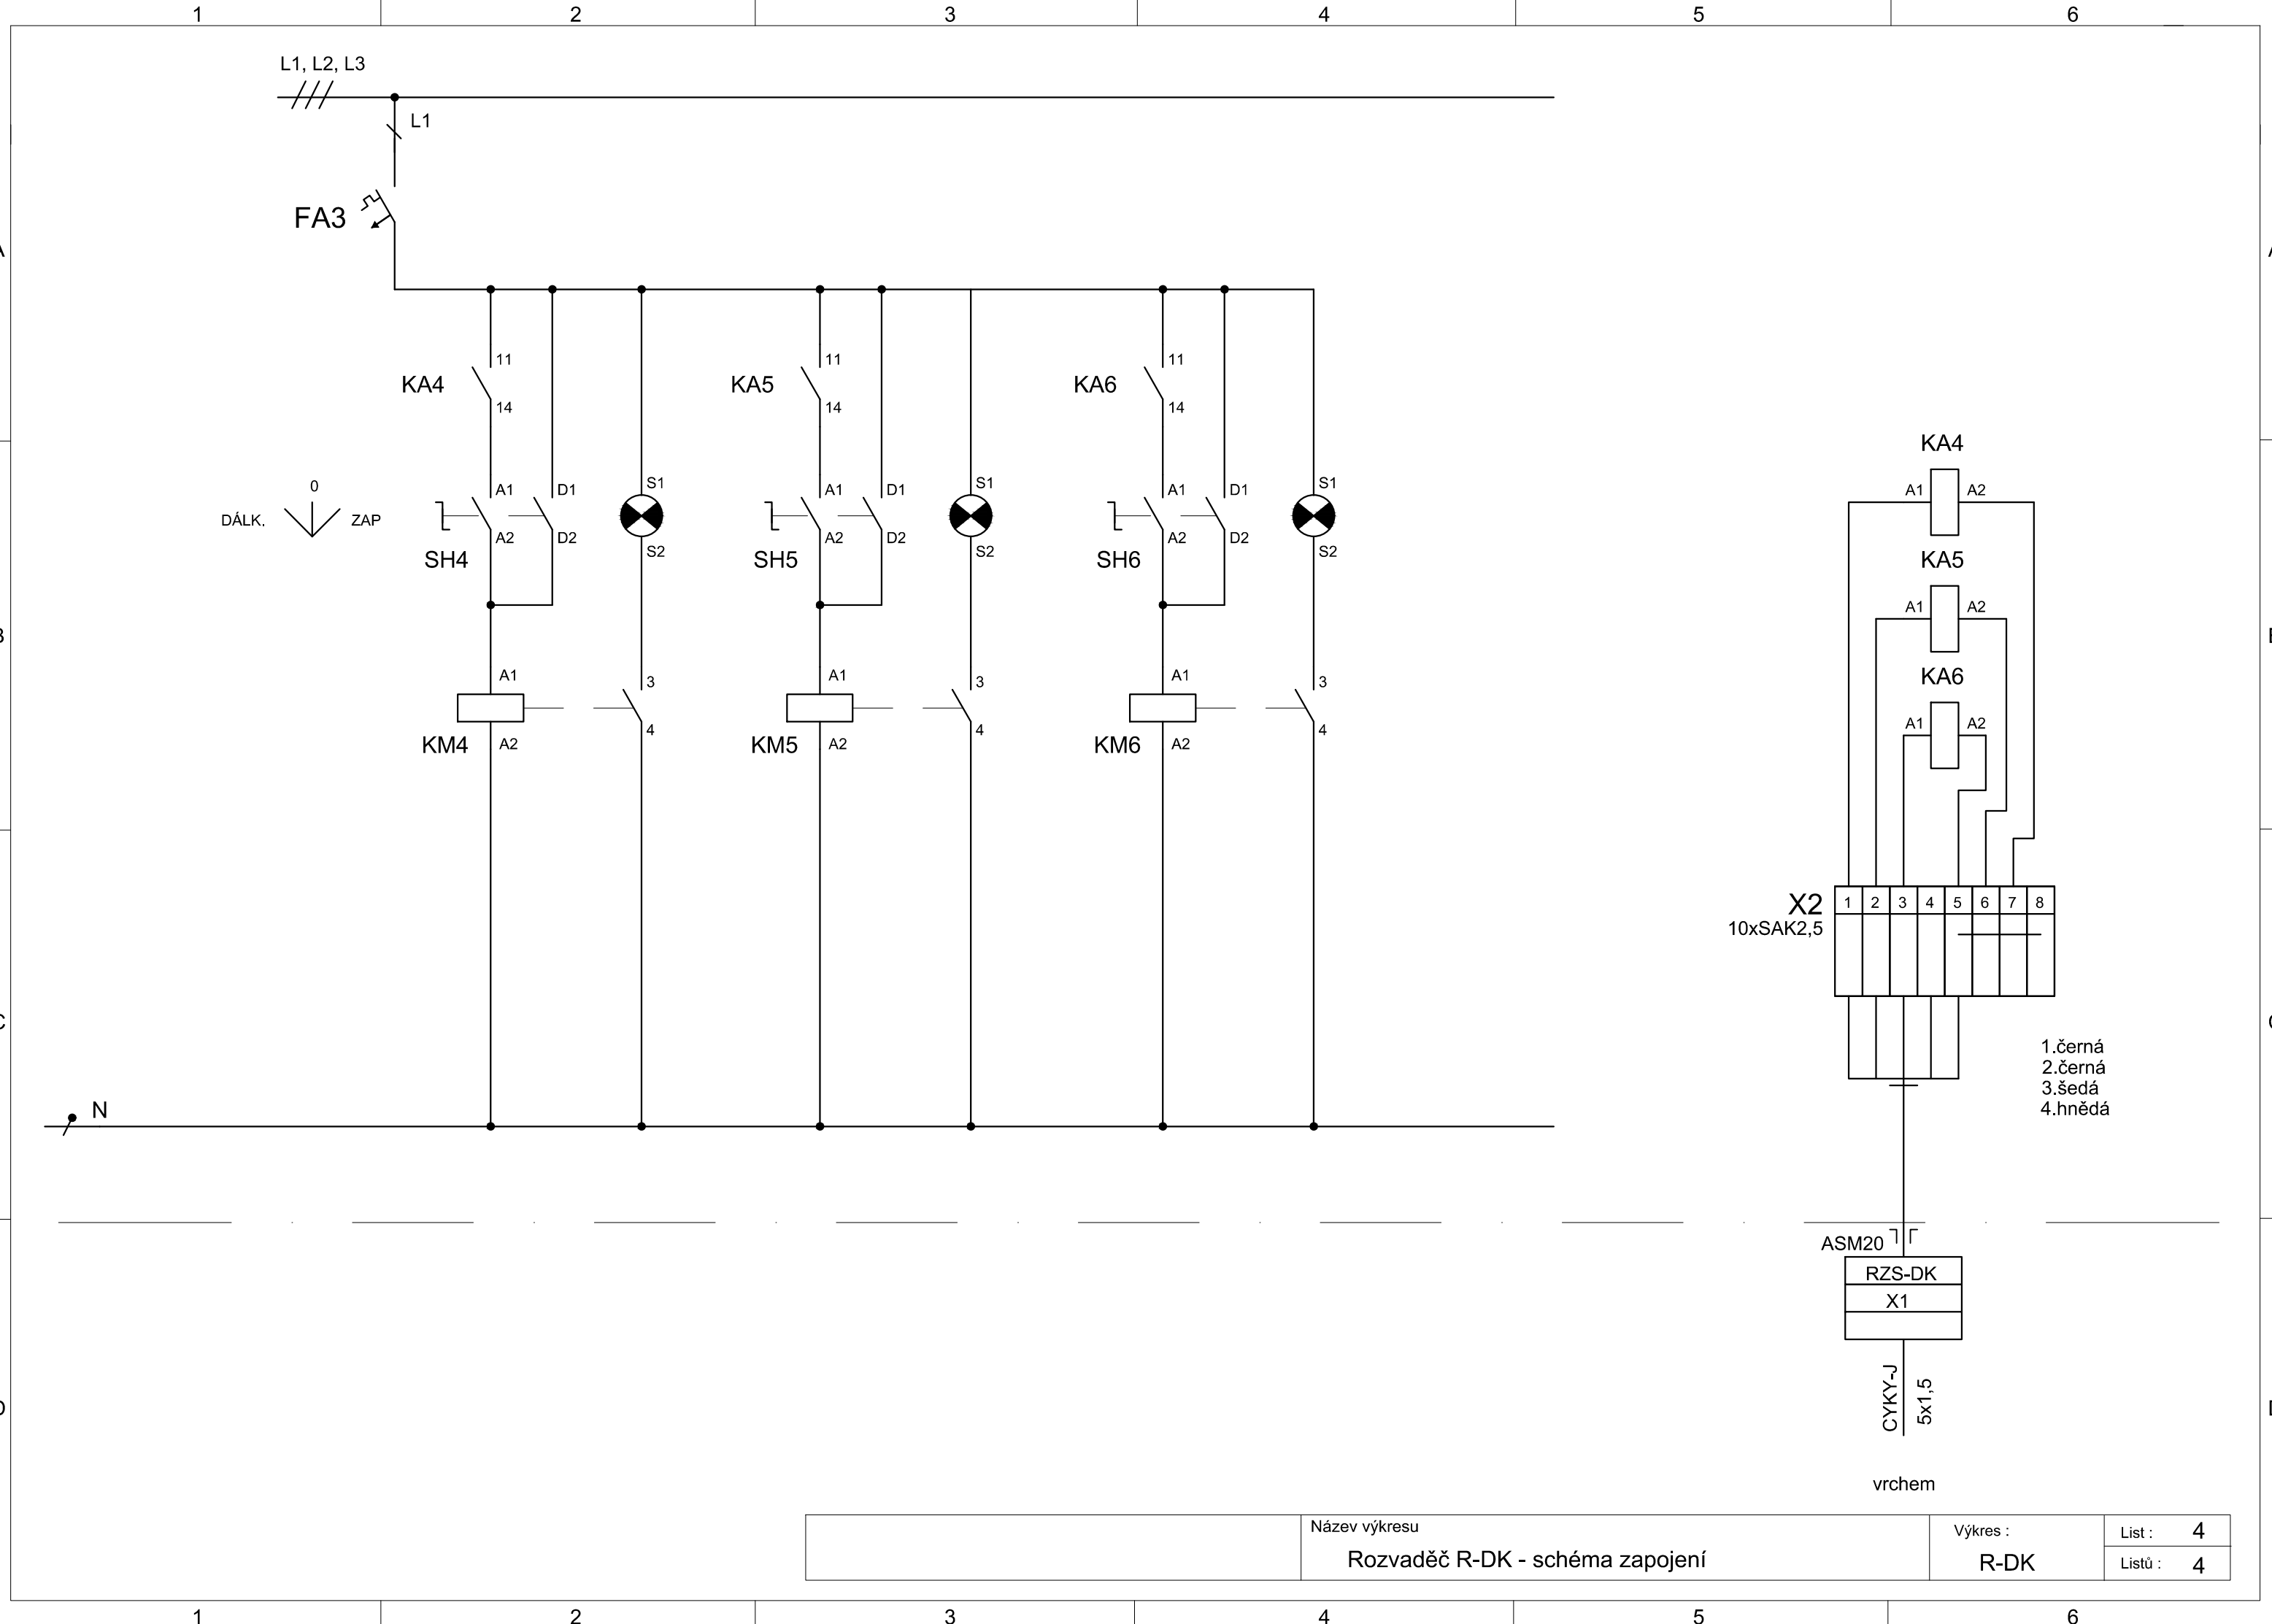 1 2 3 4 5 6
L1, L2, L3
L1
FA3
A A
11 11 11
KA4 KA5 KA6
14 14 14
KA4
0
DÁLK. ZAP
A1 D1 S1 A1 D1 S1 A1 D1 S1
A2 D2 S2 A2 D2 S2 A2 D2 S2
SH4 SH5 SH6
A1 A2
KA5
A1 A2
B B
KA6
A1 A2
A1 3 A1 3 A1 3
4 4 4
KM4 A2 KM5 A2 KM6 A2
X2 1 2 3 4 5 6 7 8
10xSAK2,5
C C
1.černá
2.černá
3.šedá
4.hnědá
N
ASM20
RZS-DK
X1
CYKY-J
5x1,5
D D
vrchem
Název výkresu
Rozvaděč R-DK - schéma zapojení
Výkres :
R-DK
List : 4
Listů : 4
1 2 3 4 5 6